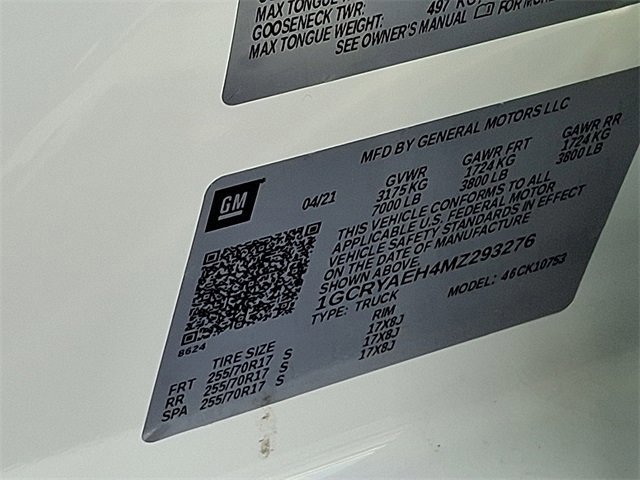 MAX TONGUE
GOOSENECK TWR:
MAX TONGUE WEIGHT: 497
SEE OWNER'S MANUAL FOR MORE
MFD BY GENERAL MOTORS LLC
GM 04/21 GVWR GAWR FRT GAWR RR
3175 KG 1724 KG 1724 KG
7000 LB 3800 LB 3800 LB
THIS VEHICLE CONFORMS TO ALL
APPLICABLE U.S. FEDERAL MOTOR
VEHICLE SAFETY STANDARDS IN EFFECT
ON THE DATE OF MANUFACTURE
SHOWN ABOVE.
1GCRYAEH4MZ293276
TYPE: TRUCK MODEL: 46CK10753
8624
TIRE SIZE RIM
FRT 255/70R17 S 17X8J
RR 255/70R17 S 17X8J
SPA 255/70R17 S 17X8J